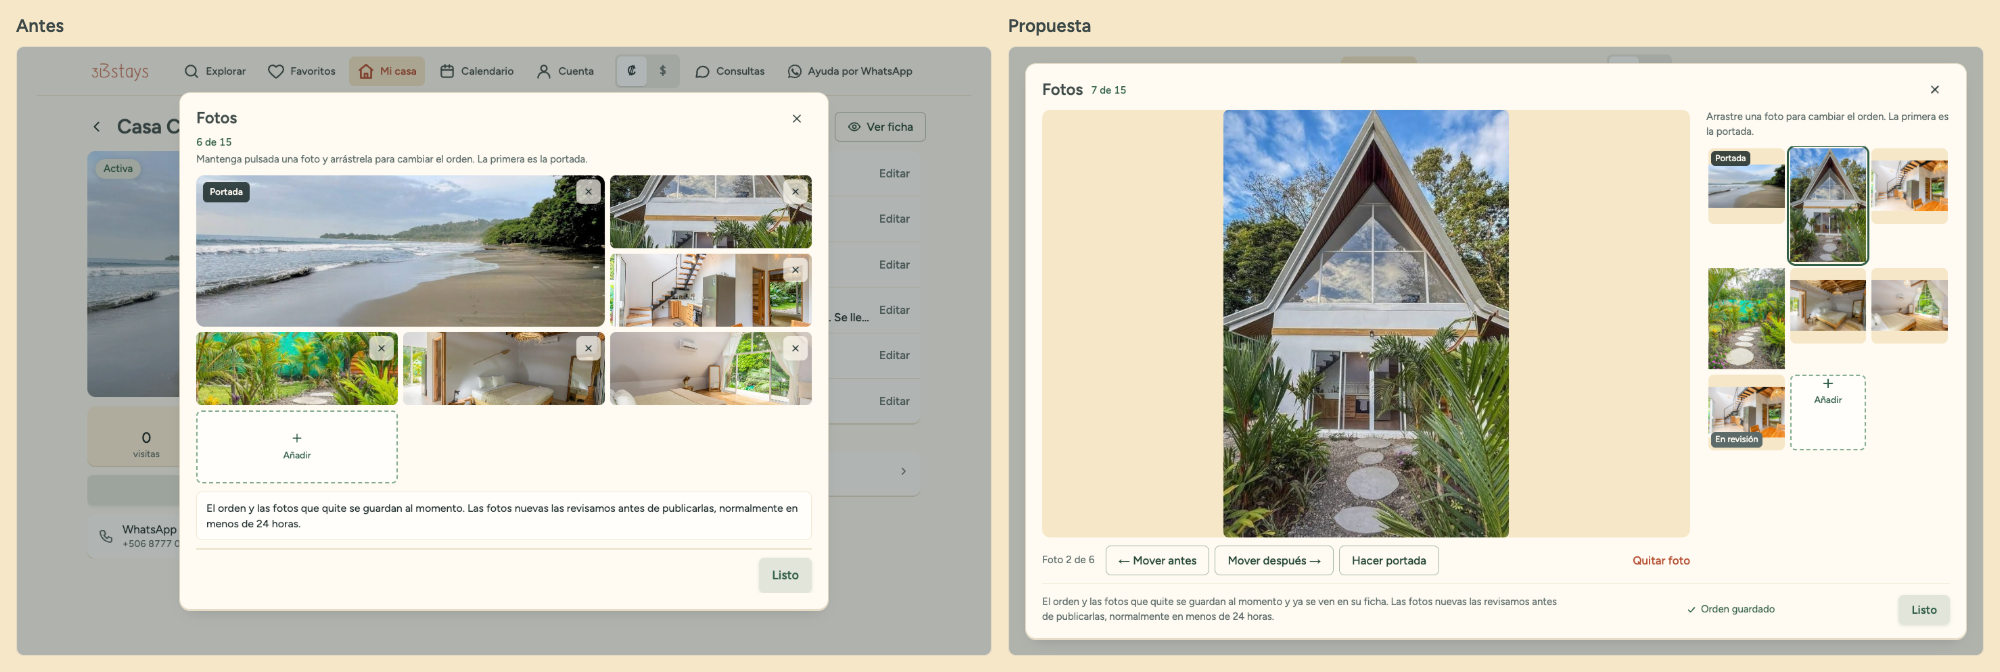 Antes
3iBstays
Explorar
Favoritos
Mi casa
Calendario
Cuenta
₡
$
Consultas
Ayuda por WhatsApp
Casa C
Ver ficha
Activa
Editar
Editar
Editar
. Se lle...
Editar
Editar
Editar
0
visitas
WhatsApp
+506 8777 0
Fotos
6 de 15
Mantenga pulsada una foto y arrástrela para cambiar el orden. La primera es la portada.
Portada
+
Añadir
El orden y las fotos que quite se guardan al momento. Las fotos nuevas las revisamos antes de publicarlas, normalmente en
menos de 24 horas.
Listo
Propuesta
Fotos 7 de 15
Arrastre una foto para cambiar el orden. La primera es
la portada.
Portada
En revisión
+
Añadir
Foto 2 de 6
← Mover antes
Mover después →
Hacer portada
Quitar foto
El orden y las fotos que quite se guardan al momento y ya se ven en su ficha. Las fotos nuevas las revisamos antes
de publicarlas, normalmente en menos de 24 horas.
✓ Orden guardado
Listo